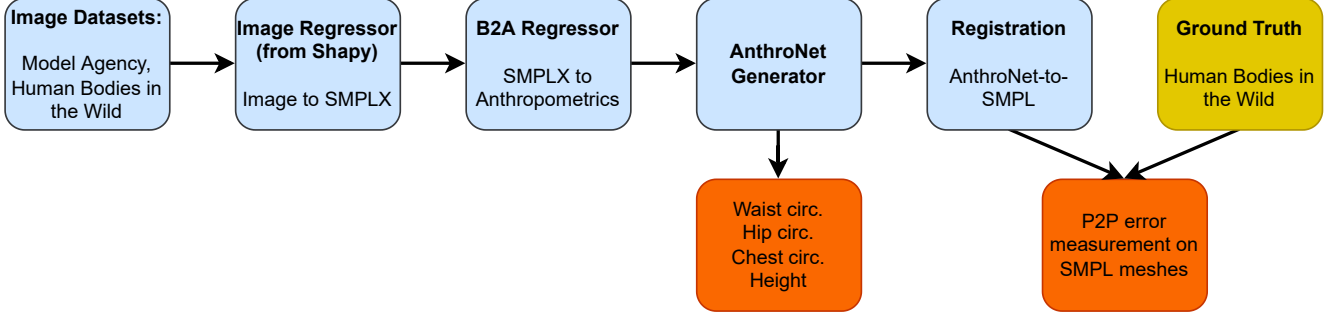 Image Datasets:
Model Agency,
Human Bodies in
the Wild
Image Regressor
(from Shapy)
Image to SMPLX
B2A Regressor
SMPLX to
Anthropometrics
AnthroNet
Generator
Registration
AnthroNet-to-
SMPL
Ground Truth
Human Bodies in
the Wild
Waist circ.
Hip circ.
Chest circ.
Height
P2P error
measurement on
SMPL meshes